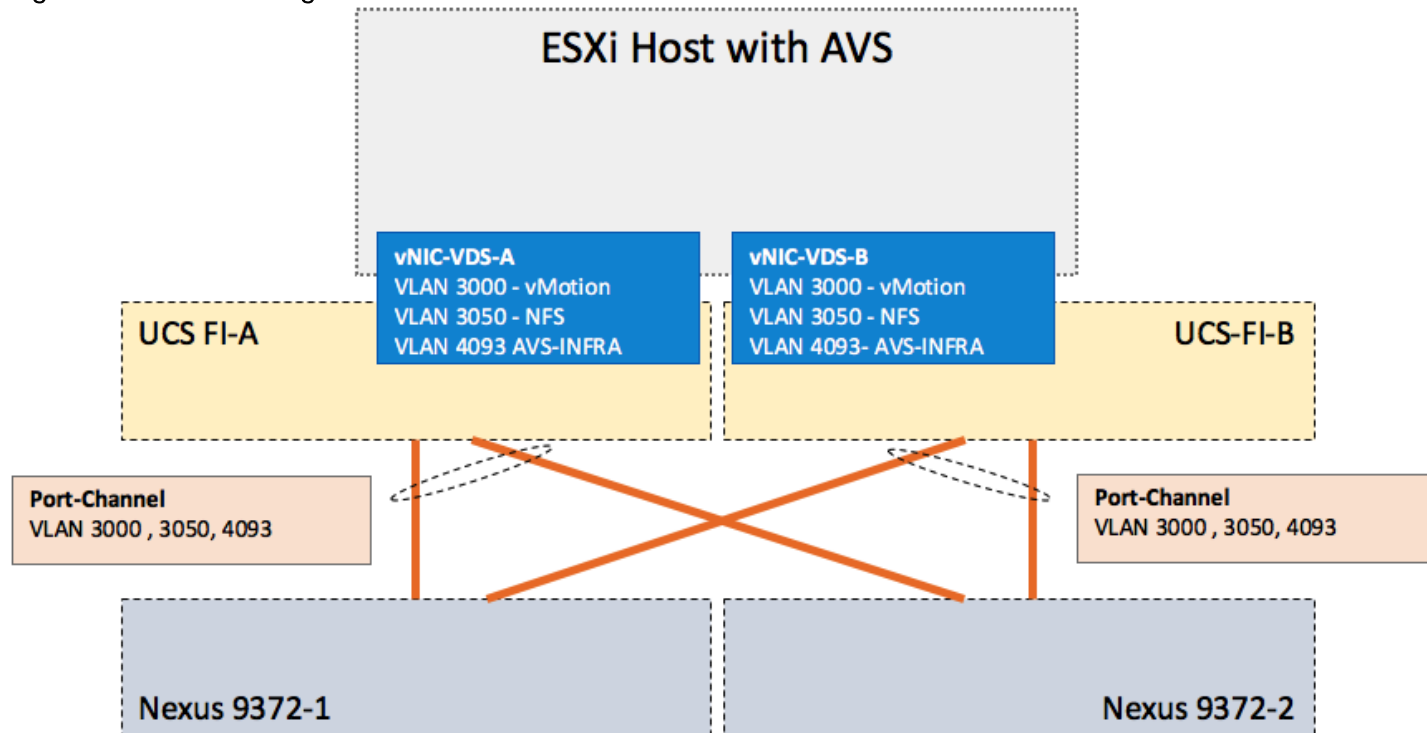 ESXi Host with AVS
vNIC-VDS-A
VLAN 3000 - vMotion
VLAN 3050 - NFS
VLAN 4093 AVS-INFRA
vNIC-VDS-B
VLAN 3000 - vMotion
VLAN 3050 - NFS
VLAN 4093- AVS-INFRA
UCS FI-A
UCS-FI-B
Port-Channel
VLAN 3000 , 3050, 4093
Port-Channel
VLAN 3000 , 3050, 4093
Nexus 9372-1
Nexus 9372-2